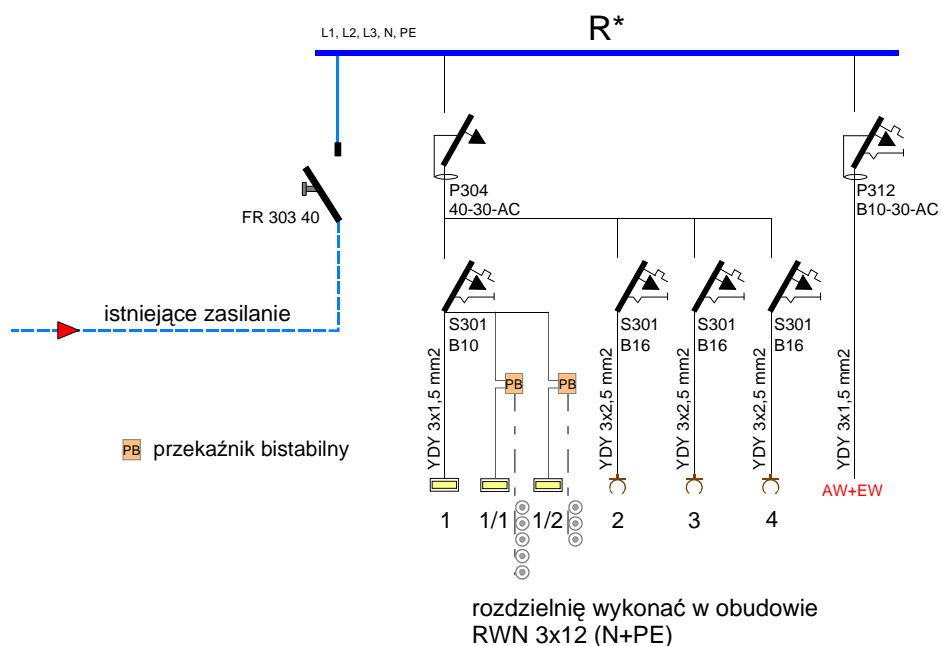 L1, L2, L3, N, PE
R*
P304
40-30-AC
P312
B10-30-AC
FR 303 40
istniejące zasilanie
S301
B10
S301
B16
S301
B16
S301
B16
YDY 3x1,5 mm2
PB
PB
YDY 3x2,5 mm2
YDY 3x2,5 mm2
YDY 3x2,5 mm2
YDY 3x1,5 mm2
PB przekaźnik bistabilny
AW+EW
1
1/1
1/2
2
3
4
rozdzielnię wykonać w obudowie
RWN 3x12 (N+PE)